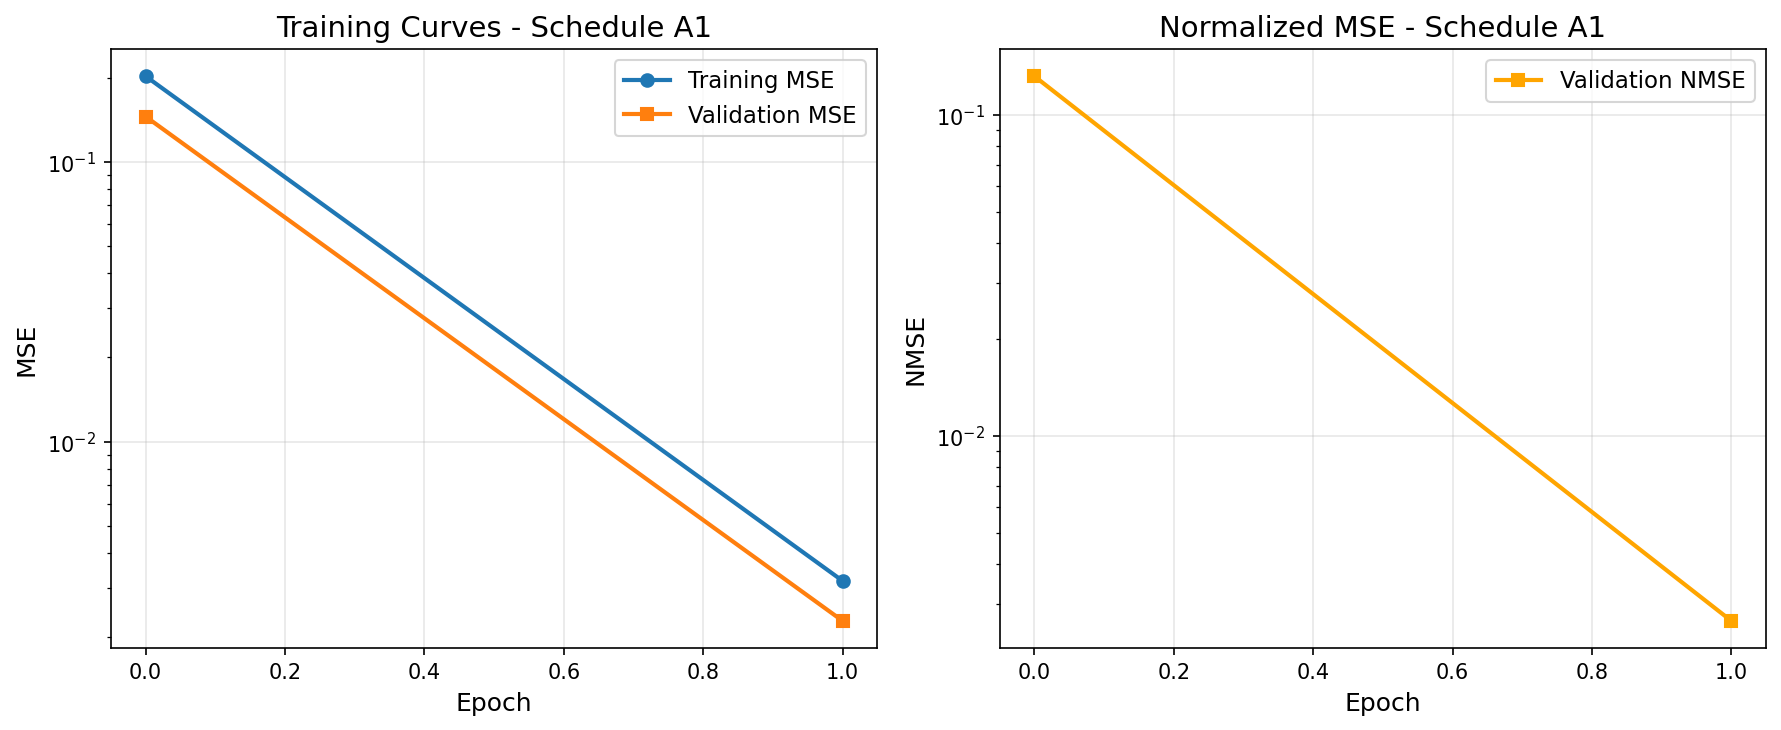 Training Curves - Schedule A1
Training MSE
Validation MSE
10⁻¹
10⁻²
MSE
0.0 0.2 0.4 0.6 0.8 1.0
Epoch
Normalized MSE - Schedule A1
Validation NMSE
10⁻¹
10⁻²
NMSE
0.0 0.2 0.4 0.6 0.8 1.0
Epoch